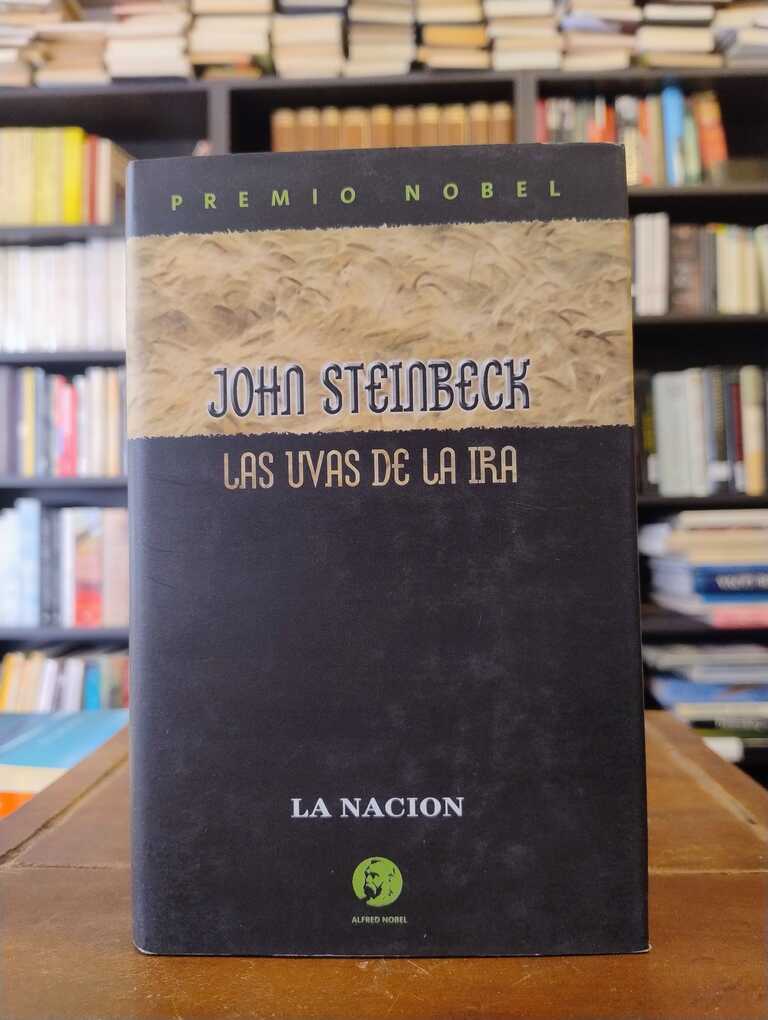 PREMIO NOBEL
JOHN STEINBECK
LAS UVAS DE LA IRA
LA NACION
ALFRED NOBEL